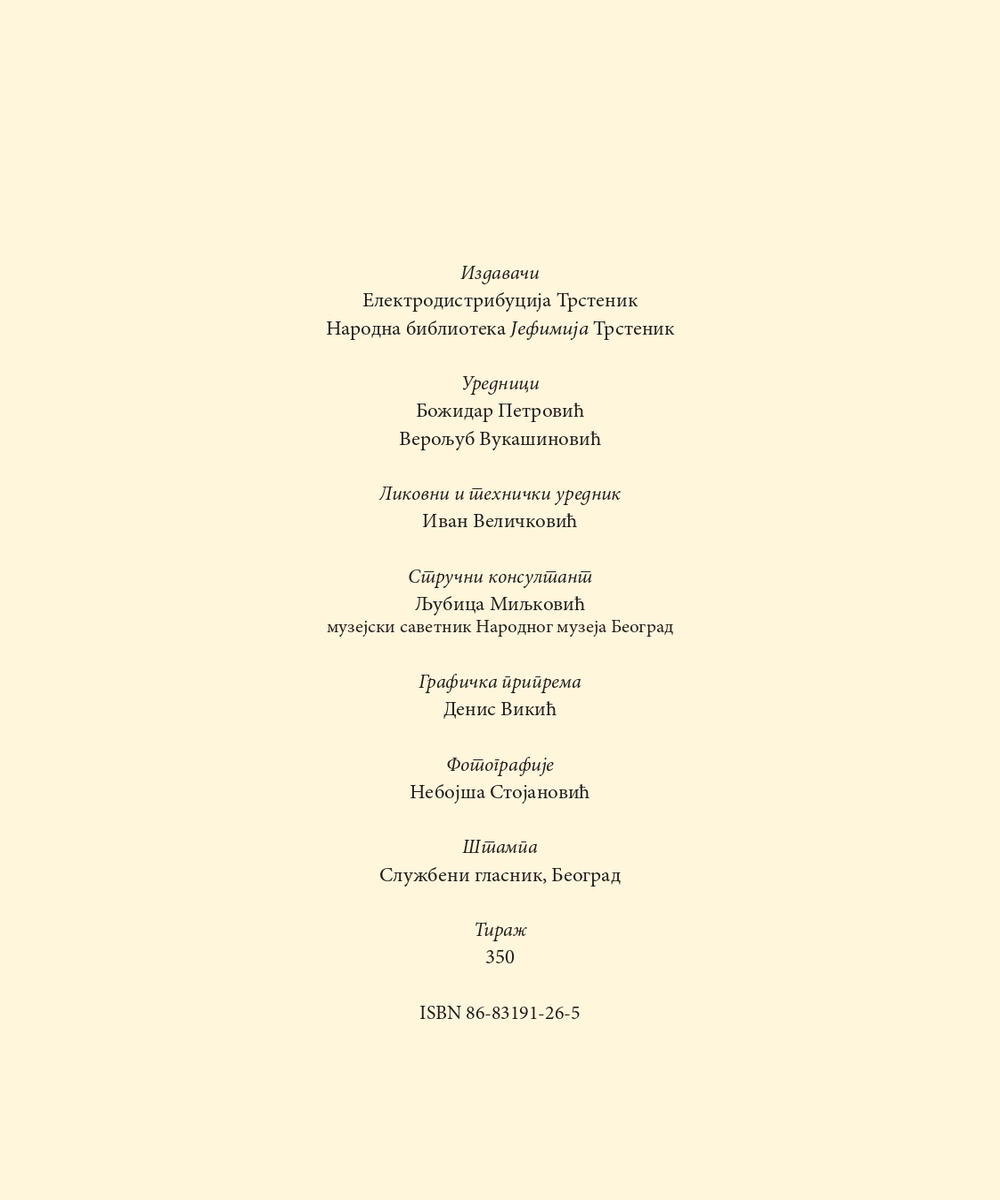 Издавачи
Електродистрибуција Трстеник
Народна библиотека Јефимија Трстеник
Уредници
Божидар Петровић
Верољуб Вукашиновић
Ликовни и технички уредник
Иван Величковић
Стручни консултант
Љубица Миљковић
музејски саветник Народног музеја Београд
Графичка припрема
Денис Викић
Фотографије
Небојша Стојановић
Штампа
Службени гласник, Београд
Тираж
350
ISBN 86-83191-26-5